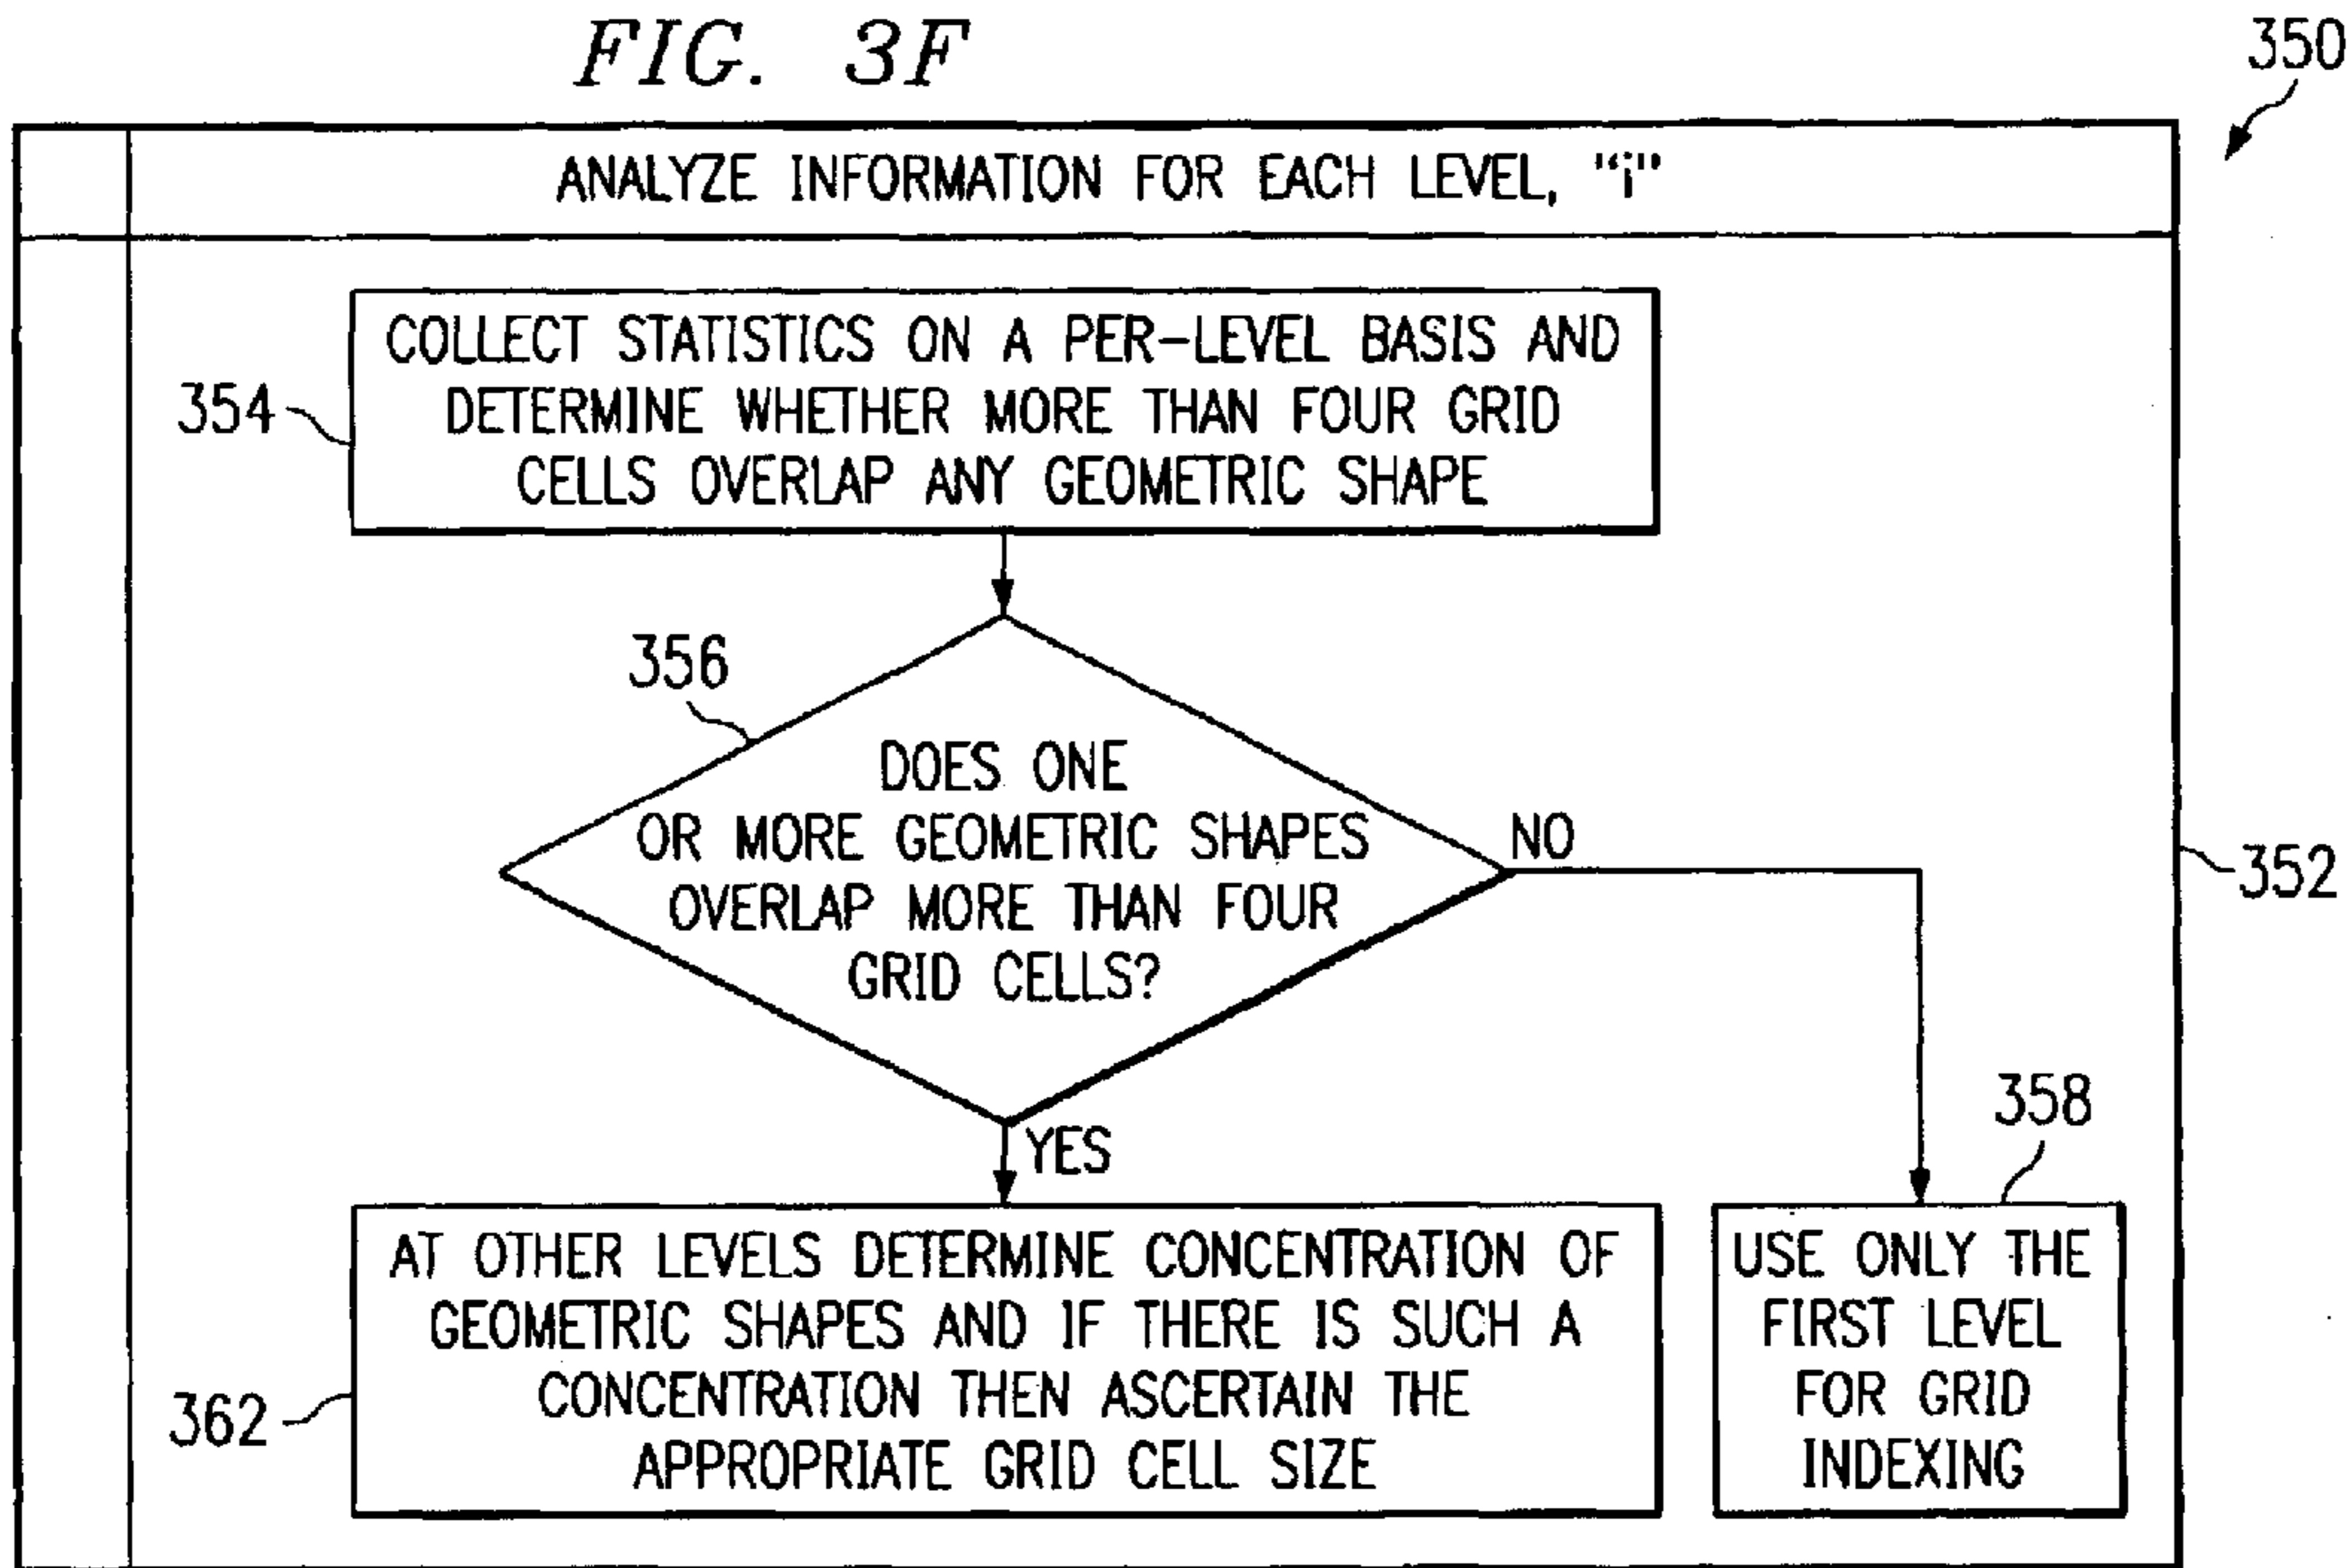 FIG. 3F
350
ANALYZE INFORMATION FOR EACH LEVEL, "i"
COLLECT STATISTICS ON A PER-LEVEL BASIS AND
DETERMINE WHETHER MORE THAN FOUR GRID
CELLS OVERLAP ANY GEOMETRIC SHAPE
354
356
DOES ONE
OR MORE GEOMETRIC SHAPES
OVERLAP MORE THAN FOUR
GRID CELLS?
NO
352
YES
358
AT OTHER LEVELS DETERMINE CONCENTRATION OF
GEOMETRIC SHAPES AND IF THERE IS SUCH A
CONCENTRATION THEN ASCERTAIN THE
APPROPRIATE GRID CELL SIZE
362
USE ONLY THE
FIRST LEVEL
FOR GRID
INDEXING